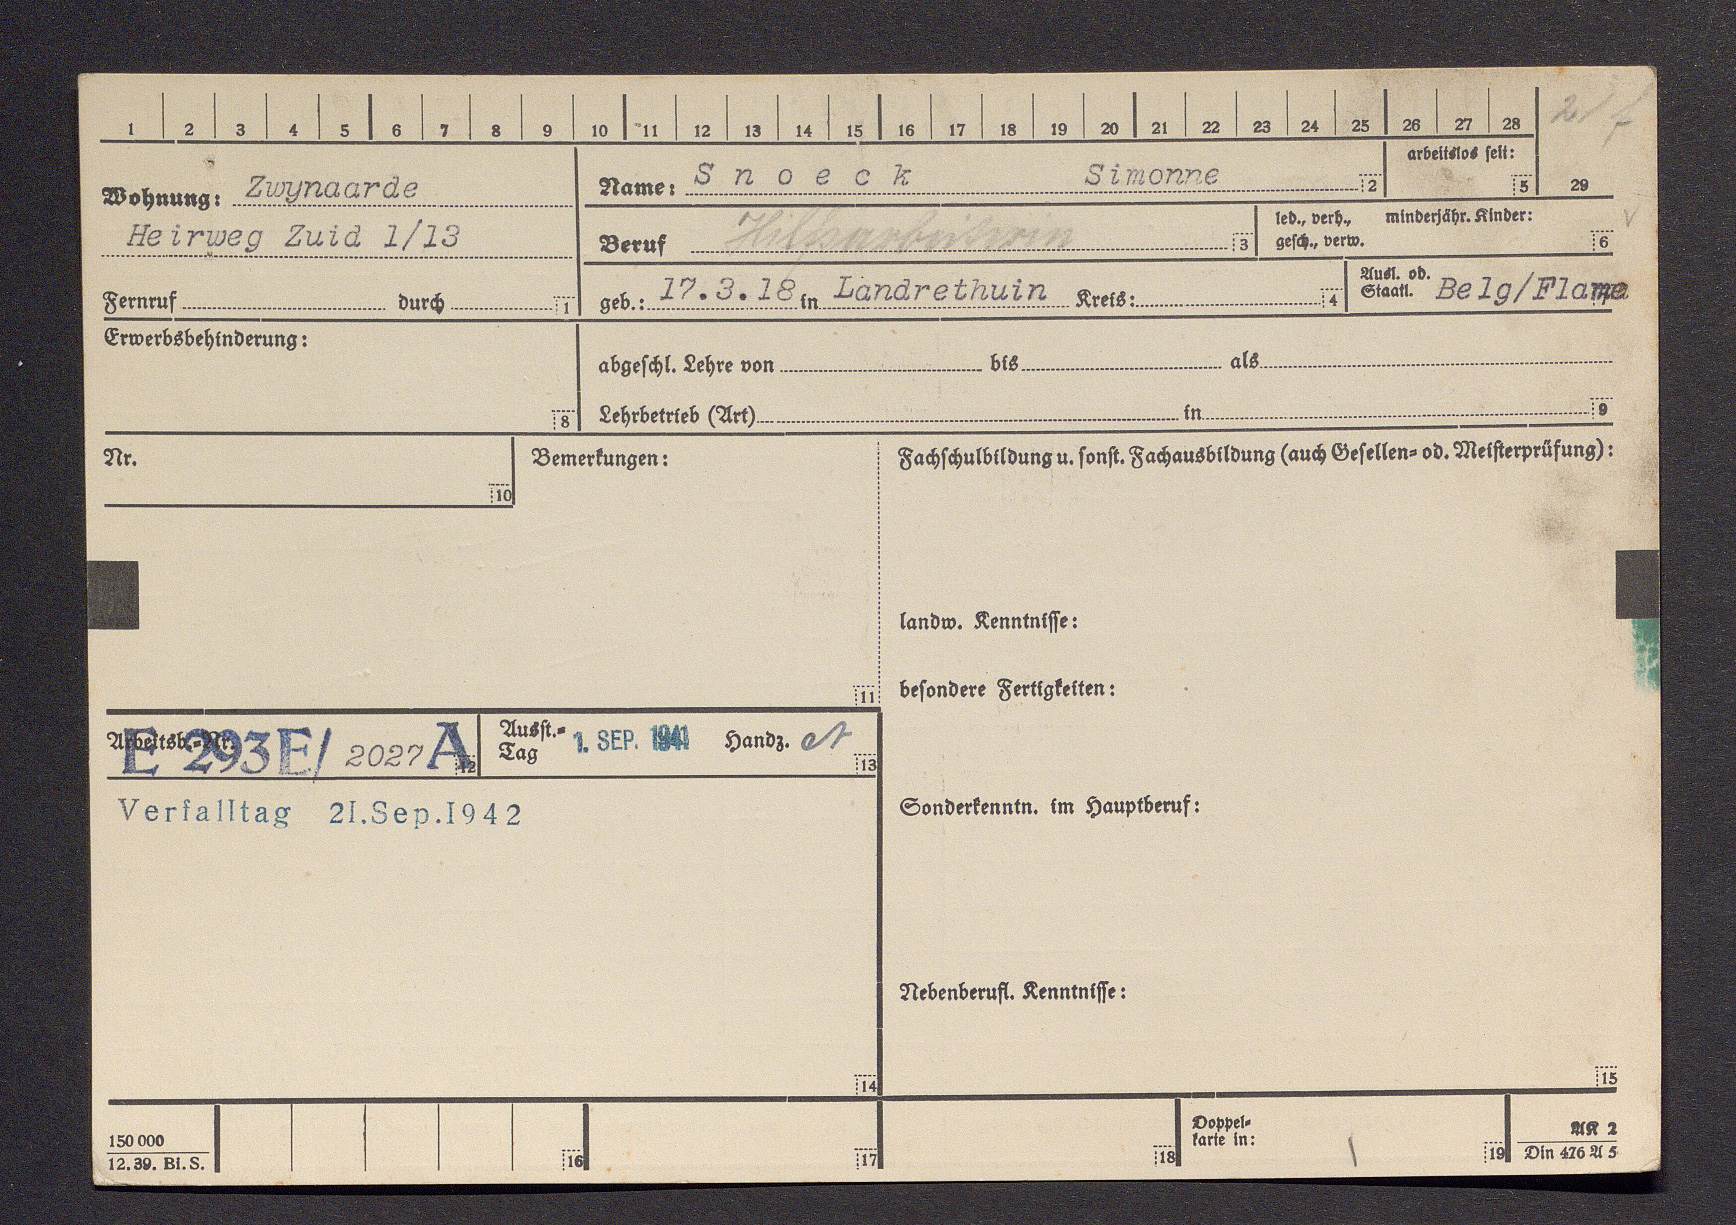 1 2 3 4 5 6 7 8 9 10 11 12 13 14 15 16 17 18 19 20 21 22 23 24 25 26 27 28 29
Wohnung: Zwynaarde
Heirweg Zuid 1/13
Fernruf durch 1
Name: Snoeck Simonne 2
arbeitslos seit: 5
Beruf Hilfsarbeiterin 3
led., verh., minderjähr. Kinder:
gesch., verw. 6
geb.: 17.3.18 in Landrethuin Kreis: 4
Ausl. od.
Staatl. Belg/Flame
Erwerbsbehinderung:
8
abgeschl. Lehre von bis als
Lehrbetrieb (Art) in 9
Nr.
10
Bemerkungen:
11
Fachschulbildung u. sonst. Fachausbildung (auch Gesellen= od. Meisterprüfung):
landw. Kenntnisse:
besondere Fertigkeiten:
Arbeitsb.=Nr. E 293E/ 2027 A 12
Ausst.=
Tag 1. SEP. 1941 Handz. 13
Verfalltag 2I.Sep.I942
14
Sonderkenntn. im Hauptberuf:
Nebenberufl. Kenntnisse:
15
150 000
12. 39. Bl. S.
16 17 18
Doppel=
karte in: 19
AK 2
Din 476 A 5